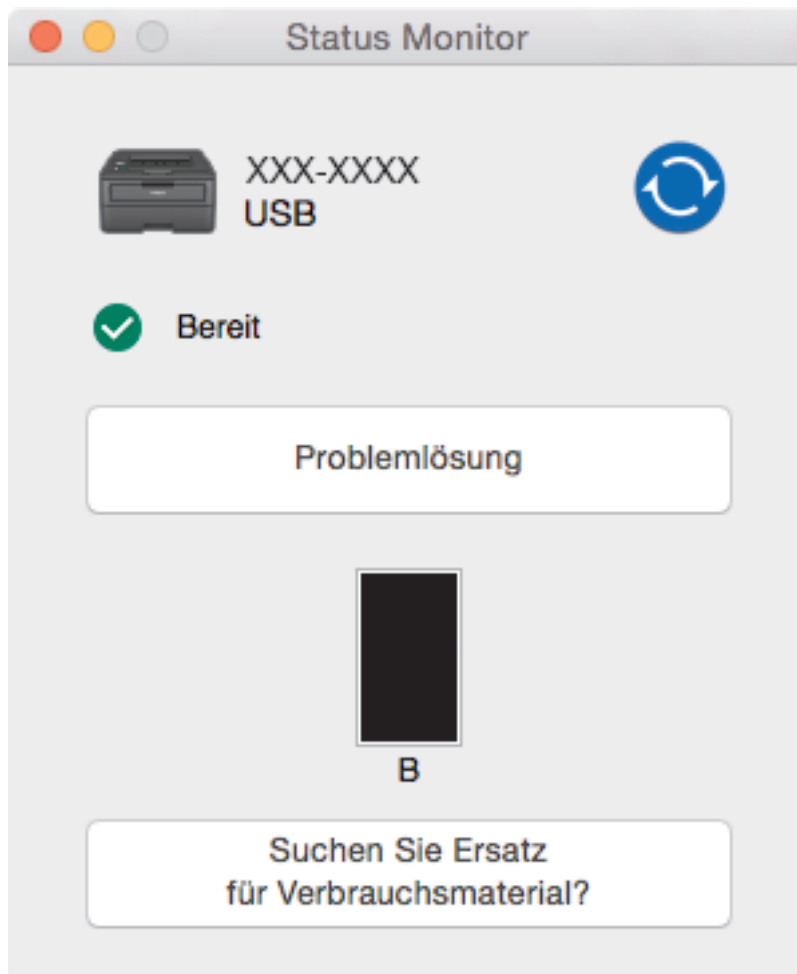 Status Monitor
XXX-XXXX
USB
Bereit
Problemlösung
B
Suchen Sie Ersatz
für Verbrauchsmaterial?